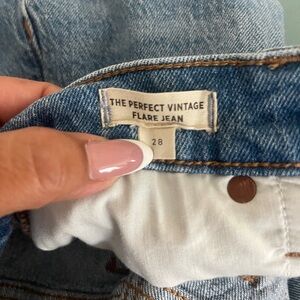 THE PERFECT VINTAGE
FLARE JEAN
28